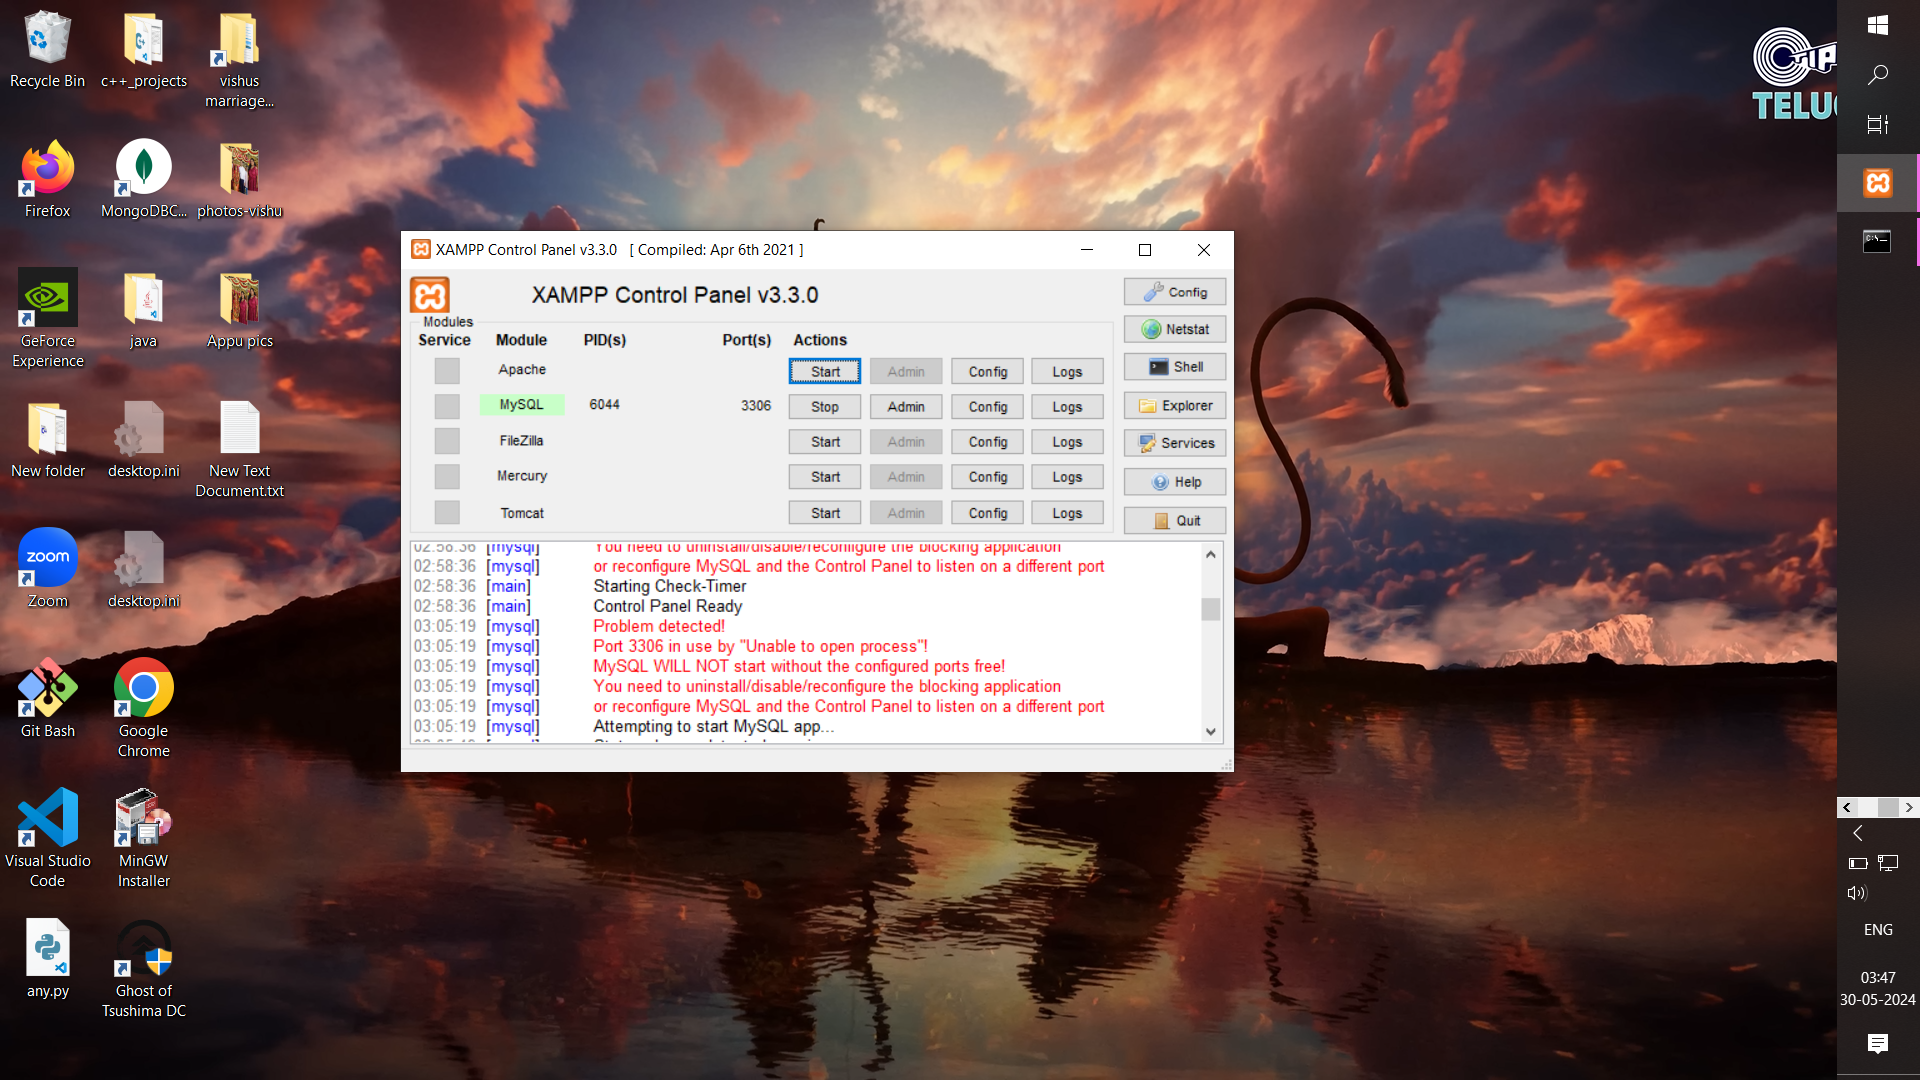 Recycle Bin
c++_projects
vishus
marriage...
Firefox
MongoDBC...
photos-vishu
GeForce
Experience
java
Appu pics
New folder
desktop.ini
New Text
Document.txt
zoom
Zoom
desktop.ini
Git Bash
Google
Chrome
Visual Studio
Code
MinGW
Installer
any.py
Ghost of
Tsushima DC
TELU
XAMPP Control Panel v3.3.0 [ Compiled: Apr 6th 2021 ]
XAMPP Control Panel v3.3.0
Modules
Service Module PID(s) Port(s) Actions
Apache Start Admin Config Logs
MySQL 6044 3306 Stop Admin Config Logs
FileZilla Start Admin Config Logs
Mercury Start Admin Config Logs
Tomcat Start Admin Config Logs
Config
Netstat
Shell
Explorer
Services
Help
Quit
02:58:36 [mysql] You need to uninstall/disable/reconfigure the blocking application
02:58:36 [mysql] or reconfigure MySQL and the Control Panel to listen on a different port
02:58:36 [main] Starting Check-Timer
02:58:36 [main] Control Panel Ready
03:05:19 [mysql] Problem detected!
03:05:19 [mysql] Port 3306 in use by "Unable to open process"!
03:05:19 [mysql] MySQL WILL NOT start without the configured ports free!
03:05:19 [mysql] You need to uninstall/disable/reconfigure the blocking application
03:05:19 [mysql] or reconfigure MySQL and the Control Panel to listen on a different port
03:05:19 [mysql] Attempting to start MySQL app...
ENG
03:47
30-05-2024